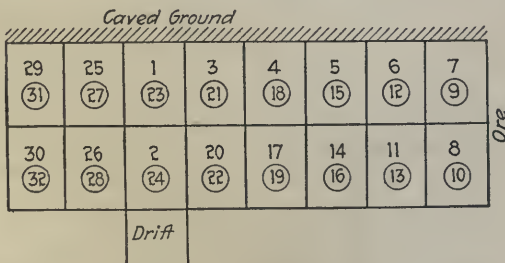 Caved Ground
29 25 1 3 4 5 6 7
31 27 23 21 18 15 12 9
30 26 2 20 17 14 11 8
32 28 24 22 19 16 13 10
Ore
Drift